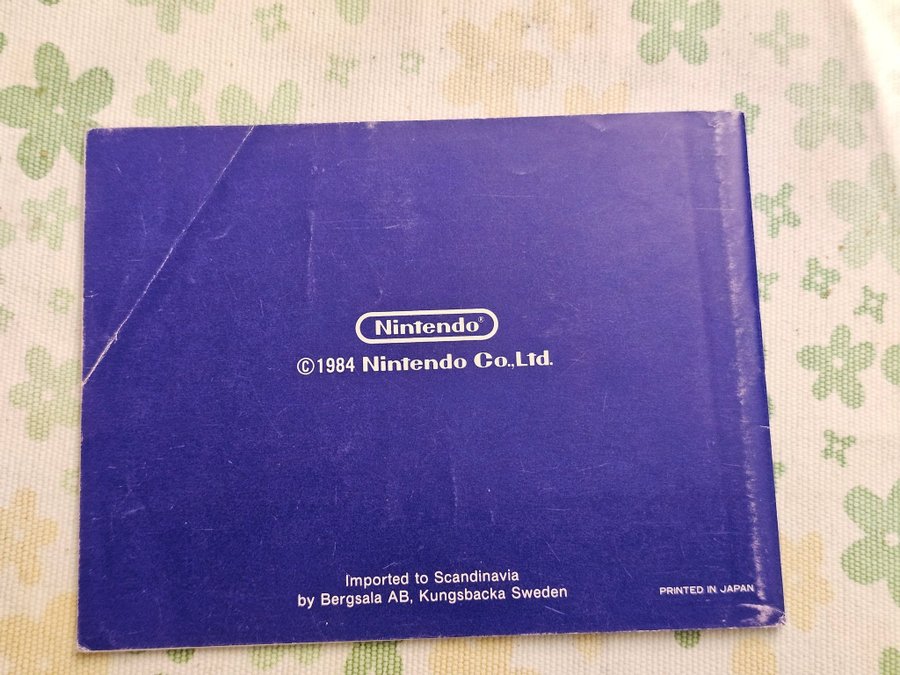 Nintendo®
©1984 Nintendo Co.,Ltd.
Imported to Scandinavia
by Bergsala AB, Kungsbacka Sweden
PRINTED IN JAPAN